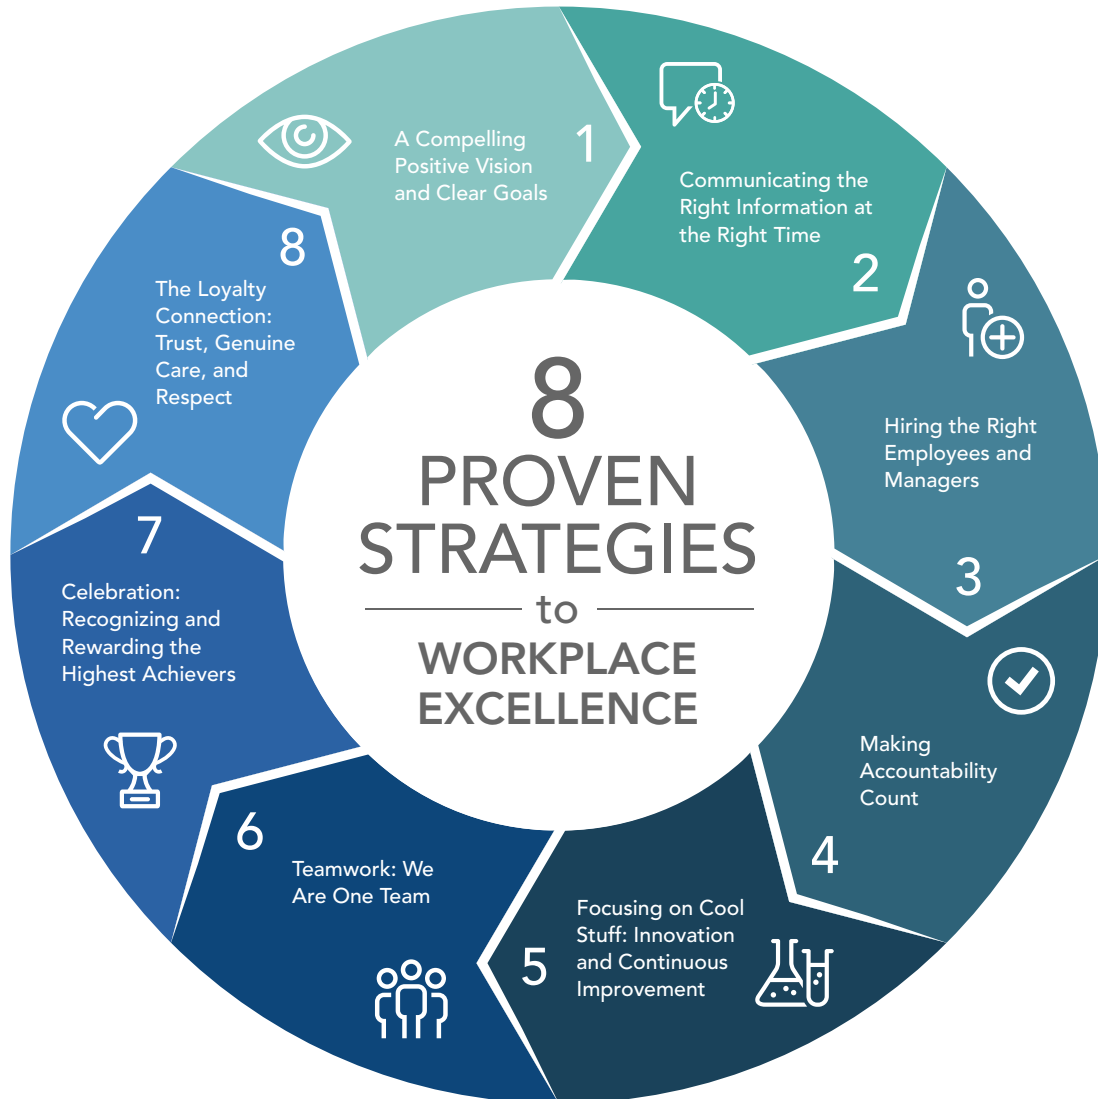 8
PROVEN
STRATEGIES
to
WORKPLACE
EXCELLENCE
A Compelling
Positive Vision
and Clear Goals
1
Communicating the
Right Information at
the Right Time
2
Hiring the Right
Employees and
Managers
3
Making
Accountability
Count
4
Focusing on Cool
Stuff: Innovation
and Continuous
Improvement
5
Teamwork: We
Are One Team
6
Celebration:
Recognizing and
Rewarding the
Highest Achievers
7
The Loyalty
Connection:
Trust, Genuine
Care, and
Respect
8